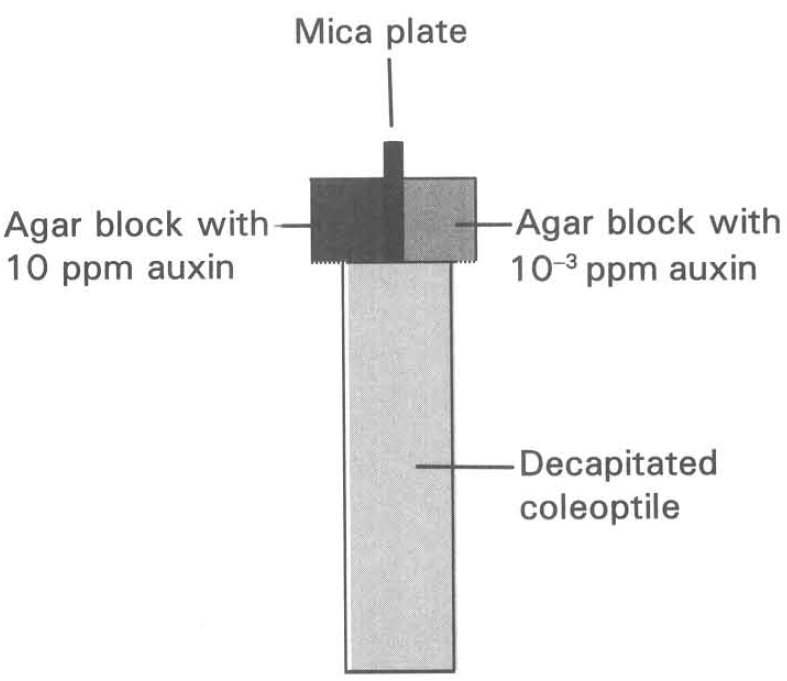 Mica plate
Agar block with
10 ppm auxin
Agar block with
10⁻³ ppm auxin
Decapitated
coleoptile